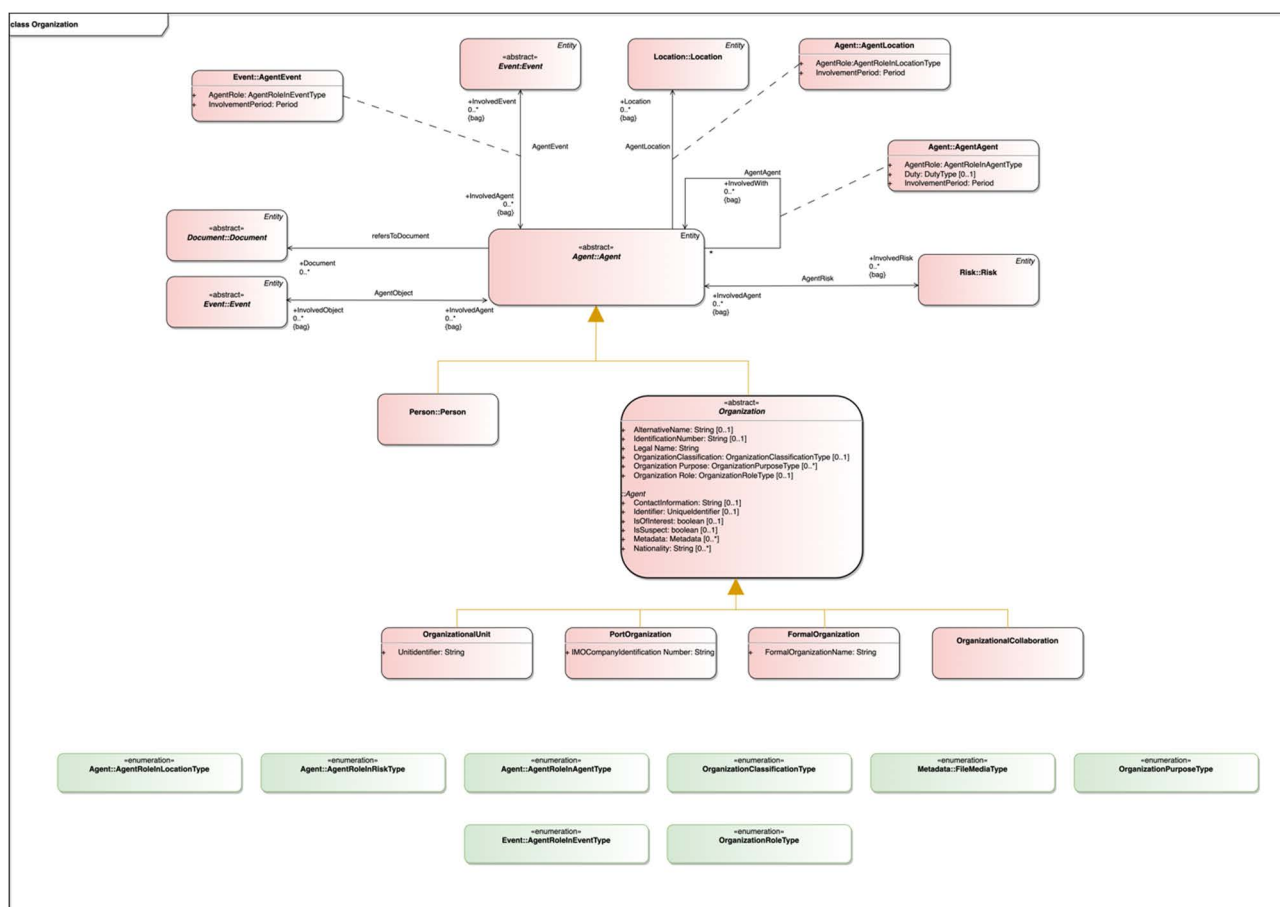 class Organization
Entity
«abstract»
Event:Event
Entity
Location::Location
Agent::AgentLocation
+ AgentRole:AgentRoleInLocationType
+ InvolvementPeriod: Period
Event::AgentEvent
+ AgentRole: AgentRoleInEventType
+ InvolvementPeriod: Period
+InvolvedEvent
0..*
{bag}
+Location
0..*
{bag}
AgentEvent
AgentLocation
Agent::AgentAgent
+ AgentRole: AgentRoleInAgentType
+ Duty: DutyType [0..1]
+ InvolvementPeriod: Period
AgentAgent
+InvolvedWith
0..*
{bag}
+InvolvedAgent
0..*
{bag}
Entity
«abstract»
Document::Document
refersToDocument
+Document
0..*
Entity
«abstract»
Agent::Agent
*
Entity
«abstract»
Event::Event
AgentObject
+InvolvedObject
0..*
{bag}
+InvolvedAgent
0..*
{bag}
AgentRisk
+InvolvedAgent
0..*
{bag}
+InvolvedRisk
0..*
{bag}
Entity
Risk::Risk
Person::Person
«abstract»
Organization
+ AlternativeName: String [0..1]
+ IdentificationNumber: String [0..1]
+ Legal Name: String
+ OrganizationClassification: OrganizationClassificationType [0..1]
+ Organization Purpose: OrganizationPurposeType [0..*]
+ Organization Role: OrganizationRoleType [0..1]
::Agent
+ ContactInformation: String [0..1]
+ Identifier: UniqueIdentifier [0..1]
+ IsOfInterest: boolean [0..1]
+ IsSuspect: boolean [0..1]
+ Metadata: Metadata [0..*]
+ Nationality: String [0..*]
OrganizationalUnit
+ Unitidentifier: String
PortOrganization
+ IMOCompanyIdentification Number: String
FormalOrganization
+ FormalOrganizationName: String
OrganizationalCollaboration
«enumeration»
Agent::AgentRoleInLocationType
«enumeration»
Agent::AgentRoleInRiskType
«enumeration»
Agent::AgentRoleInAgentType
«enumeration»
OrganizationClassificationType
«enumeration»
Metadata::FileMediaType
«enumeration»
OrganizationPurposeType
«enumeration»
Event::AgentRoleInEventType
«enumeration»
OrganizationRoleType